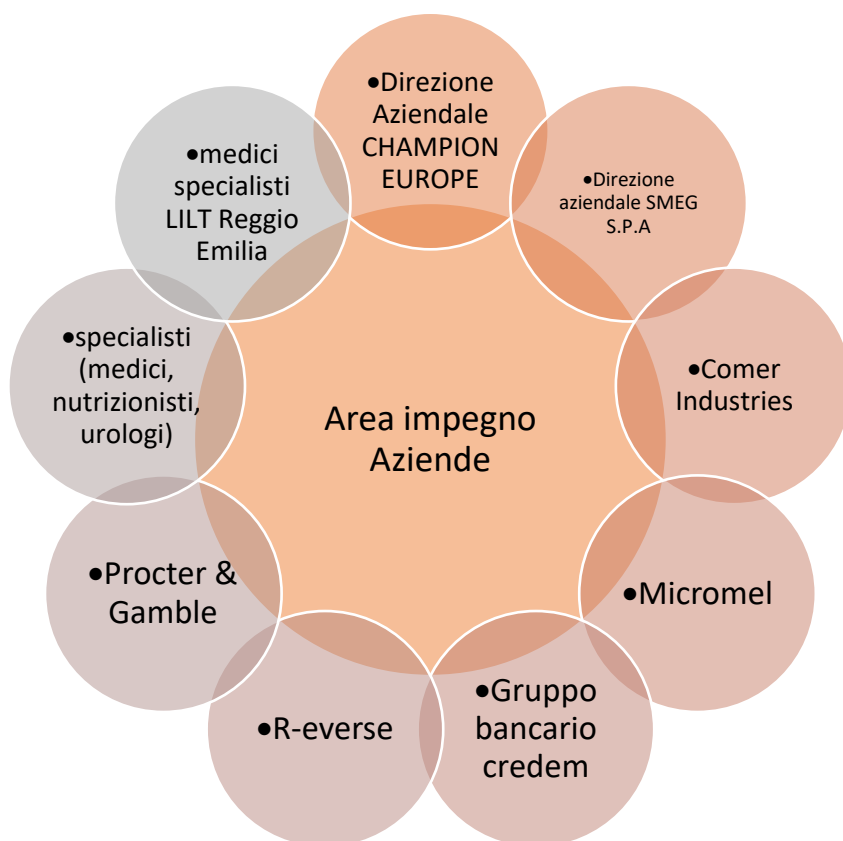 •Direzione
Aziendale
CHAMPION
EUROPE
•Direzione
aziendale SMEG
S.P.A
•Comer
Industries
•Micromel
•Gruppo
bancario
credem
•R-everse
•Procter &
Gamble
•specialisti
(medici,
nutrizionisti,
urologi)
•medici
specialisti
LILT Reggio
Emilia
Area impegno
Aziende